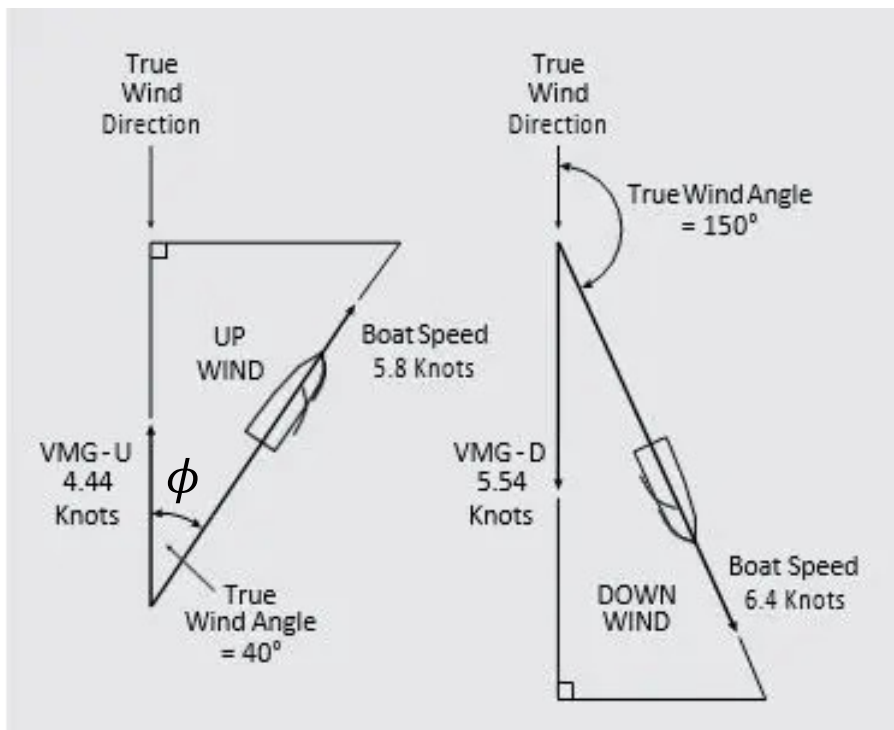 True
Wind
Direction
UP
WIND
Boat Speed
5.8 Knots
VMG - U
4.44
Knots
ϕ
True
Wind Angle
= 40°
True
Wind
Direction
True Wind Angle
= 150°
VMG - D
5.54
Knots
DOWN
WIND
Boat Speed
6.4 Knots